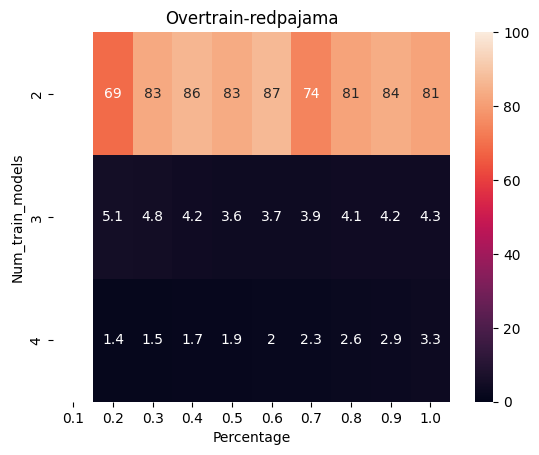 Overtrain-redpajama
Num_train_models
2
69 83 86 83 87 74 81 84 81
3
5.1 4.8 4.2 3.6 3.7 3.9 4.1 4.2 4.3
4
1.4 1.5 1.7 1.9 2 2.3 2.6 2.9 3.3
0.1 0.2 0.3 0.4 0.5 0.6 0.7 0.8 0.9 1.0
Percentage
100
80
60
40
20
0